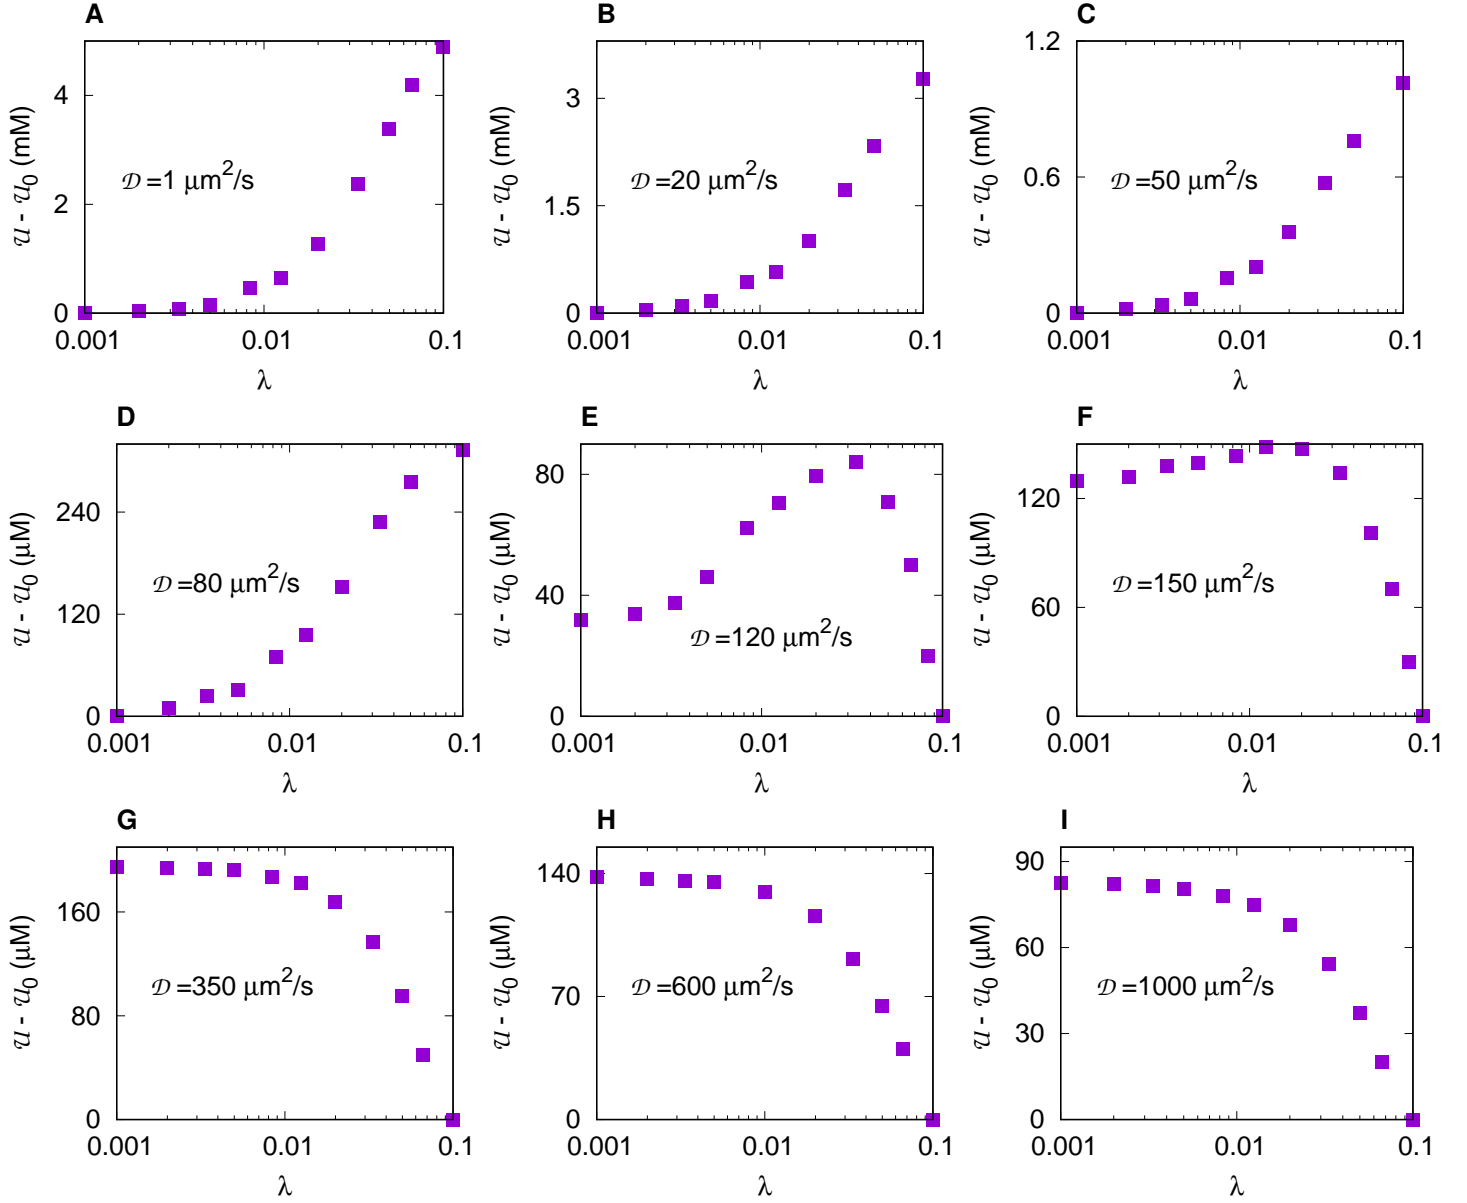 A
B
C
4
2
0
0.001
0.01
0.1
λ
𝒰 - 𝒰0 (mM)
𝒟 =1 μm2/s
3
1.5
0
0.001
0.01
0.1
λ
𝒰 - 𝒰0 (mM)
𝒟 =20 μm2/s
1.2
0.6
0
0.001
0.01
0.1
λ
𝒰 - 𝒰0 (mM)
𝒟 =50 μm2/s
D
E
F
240
120
0
0.001
0.01
0.1
λ
𝒰 - 𝒰0 (μM)
𝒟 =80 μm2/s
80
40
0
0.001
0.01
0.1
λ
𝒰 - 𝒰0 (μM)
𝒟 =120 μm2/s
120
60
0
0.001
0.01
0.1
λ
𝒰 - 𝒰0 (μM)
𝒟 =150 μm2/s
G
H
I
160
80
0
0.001
0.01
0.1
λ
𝒰 - 𝒰0 (μM)
𝒟 =350 μm2/s
140
70
0
0.001
0.01
0.1
λ
𝒰 - 𝒰0 (μM)
𝒟 =600 μm2/s
90
60
30
0
0.001
0.01
0.1
λ
𝒰 - 𝒰0 (μM)
𝒟 =1000 μm2/s